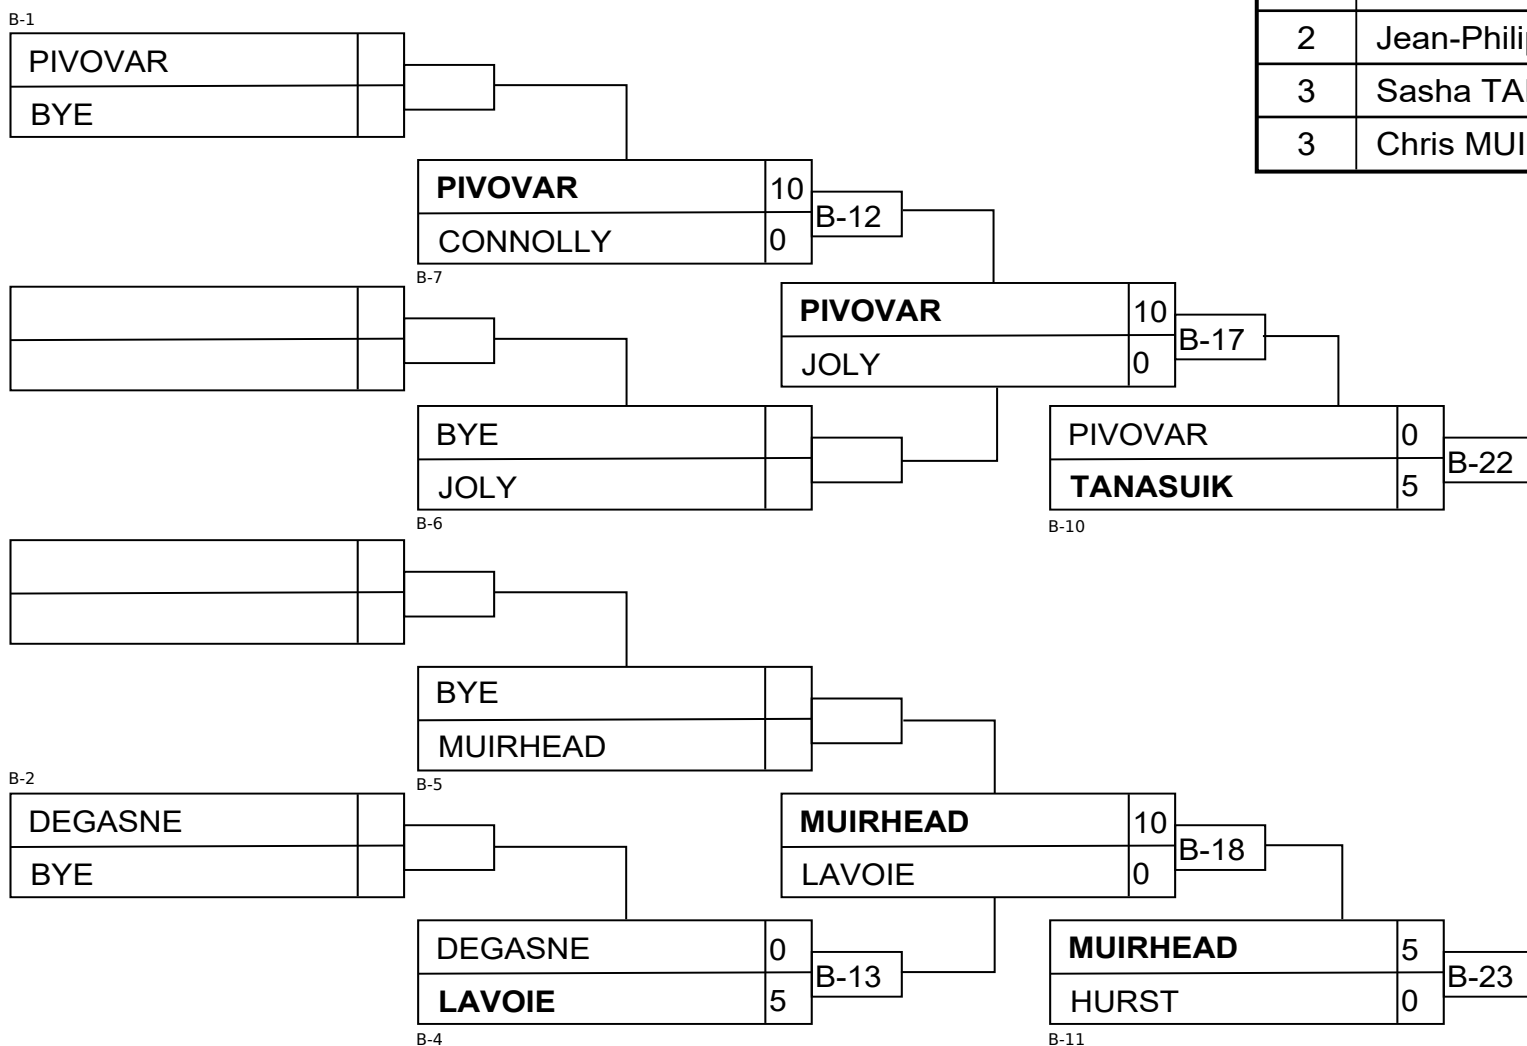 B-1
PIVOVAR
BYE
2
3 Sasha
3 Chris
PIVOVAR 10
CONNOLLY 0
B-12
B-7
PIVOVAR 10
JOLY 0
B-17
BYE
JOLY
B-6
PIVOVAR 0
TANASUIK 5
B-22
B-10
BYE
MUIRHEAD
B-5
B-2
DEGASNE
BYE
MUIRHEAD 10
LAVOIE 0
B-18
DEGASNE 0
LAVOIE 5
B-13
B-4
MUIRHEAD 5
HURST 0
B-23
B-11